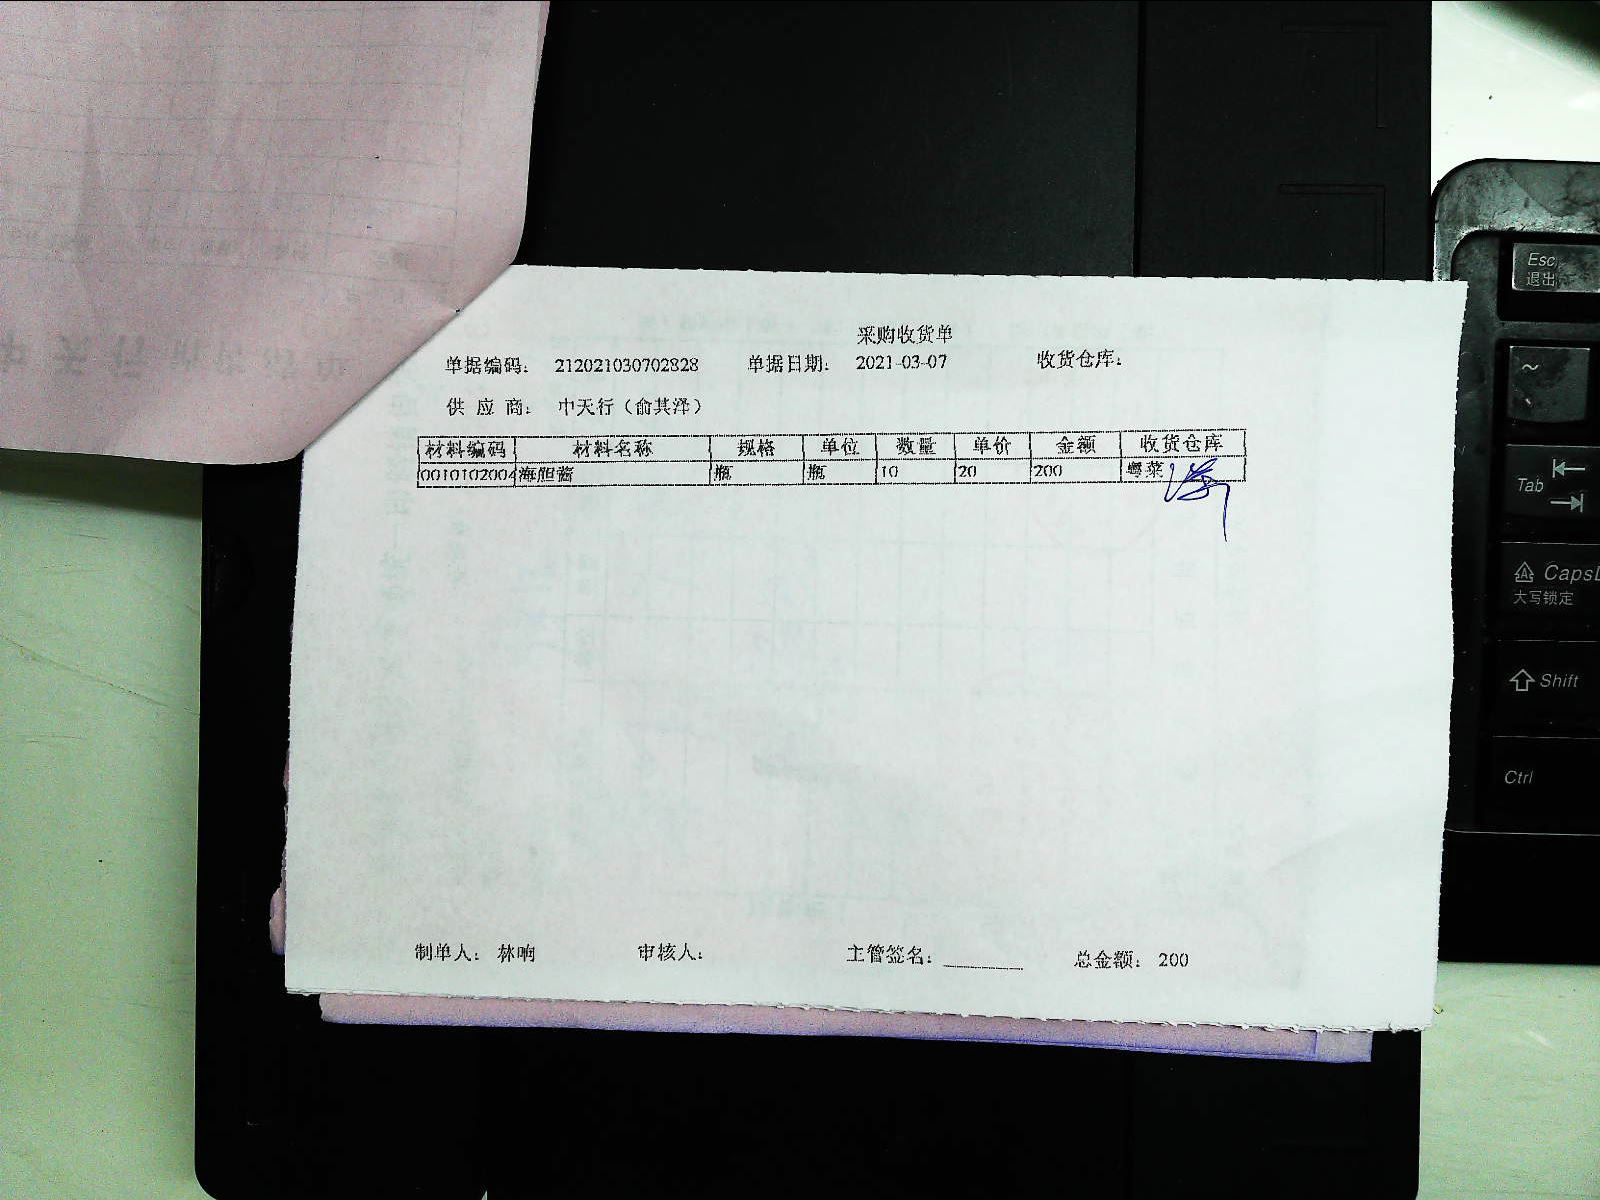 采购收货单
单据编码: 212021030702828 单据日期: 2021-03-07 收货仓库:
供 应 商: 中天行(俞其泽)
材料编码 材料名称 规格 单位 数量 单价 金额 收货仓库
0010102004 海胆酱 瓶 瓶 10 20 200 粤菜
制单人: 林响 审核人: 主管签名: 总金额: 200
Esc
退出
~
Tab
CapsL
大写锁定
Shift
Ctrl